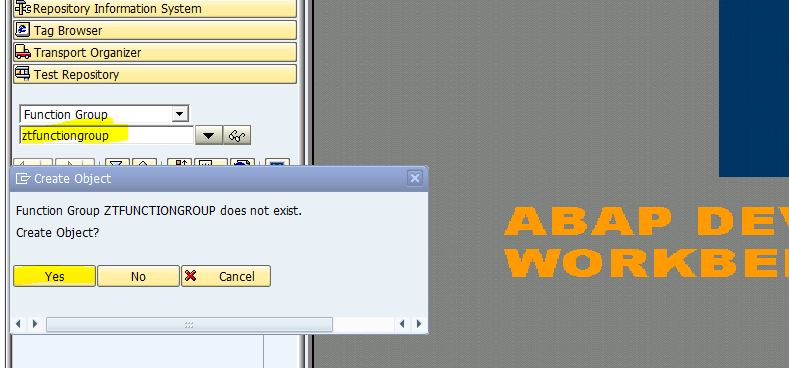 Repository Information System
Tag Browser
Transport Organizer
Test Repository
Function Group
ztfunctiongroup
Create Object
Function Group ZTFUNCTIONGROUP does not exist.
Create Object?
Yes No Cancel
ABAP DEV
WORKBE